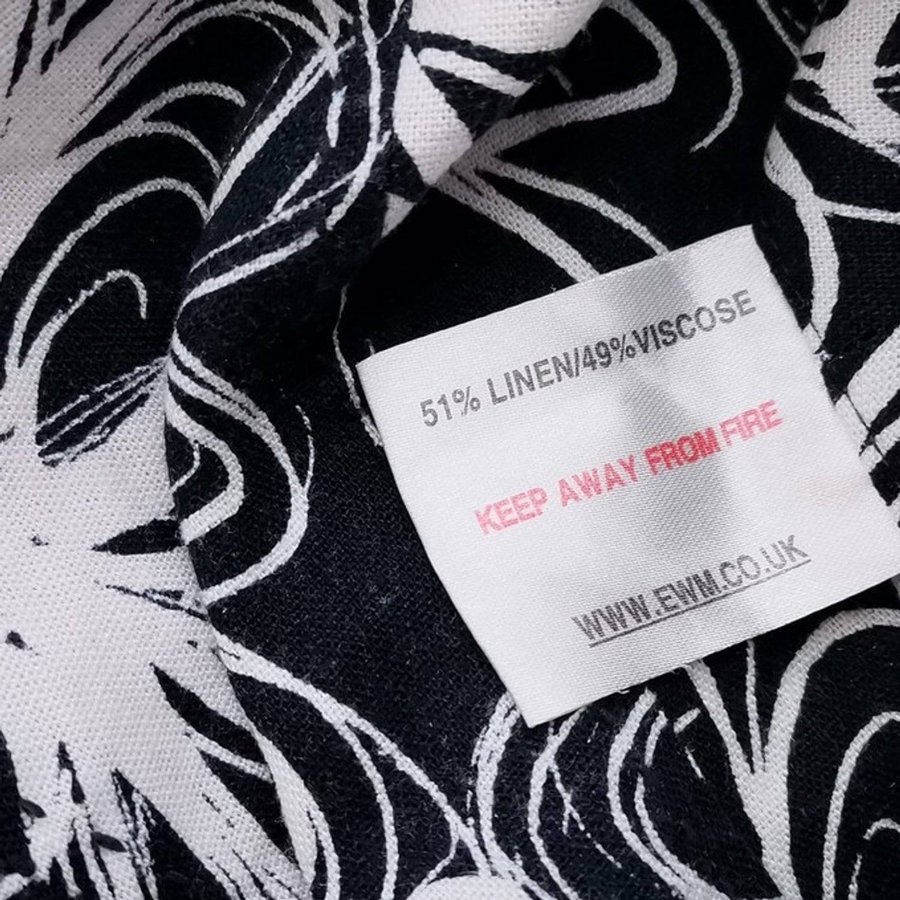 51% LINEN/49%VISCOSE
KEEP AWAY FROM FIRE
WWW.EWM.CO.UK